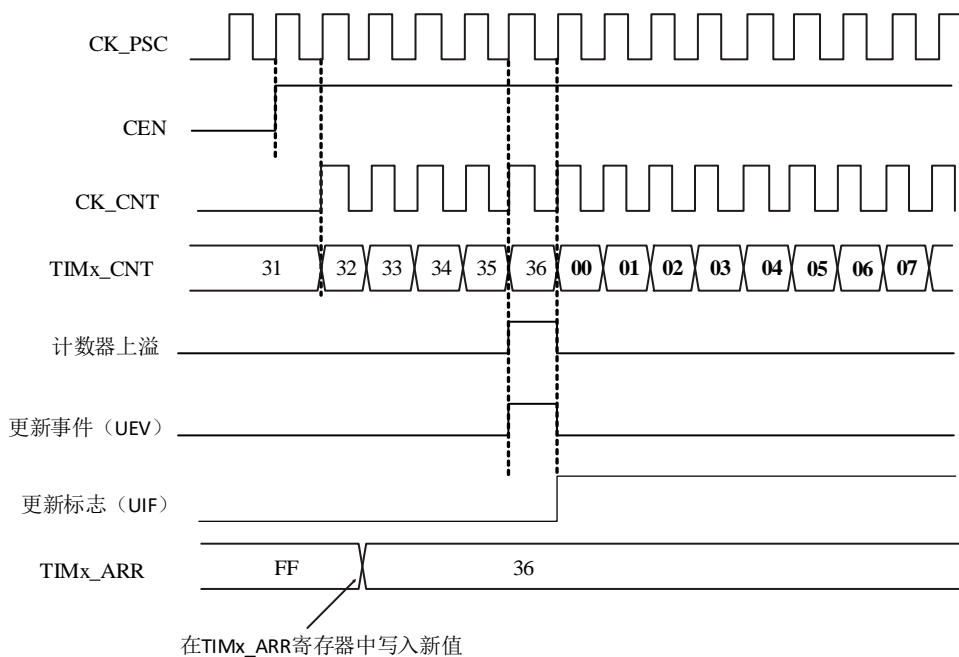 CK_PSC
CEN
CK_CNT
TIMx_CNT 31 32 33 34 35 36 00 01 02 03 04 05 06 07
计数器上溢
更新事件（UEV）
更新标志（UIF）
TIMx_ARR FF 36
在TIMx_ARR寄存器中写入新值